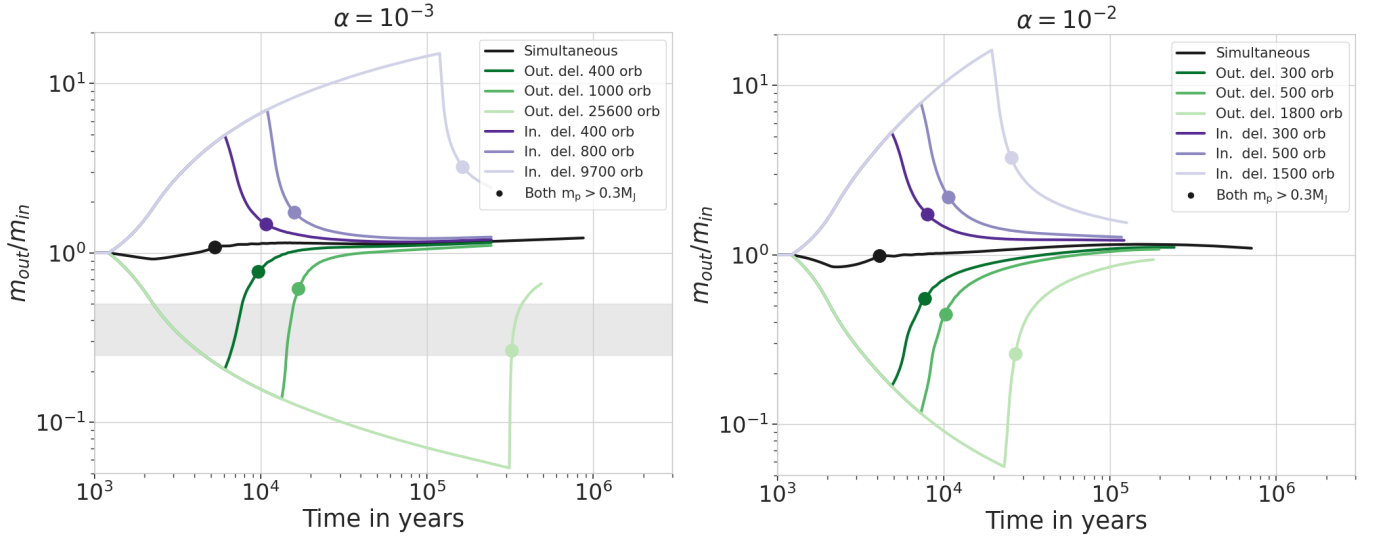 α = 10⁻³
m_out/m_in
10¹
10⁰
10⁻¹
10³ 10⁴ 10⁵ 10⁶
Time in years
Simultaneous
Out. del. 400 orb
Out. del. 1000 orb
Out. del. 25600 orb
In. del. 400 orb
In. del. 800 orb
In. del. 9700 orb
Both m_p > 0.3M_J
α = 10⁻²
m_out/m_in
10¹
10⁰
10⁻¹
10³ 10⁴ 10⁵ 10⁶
Time in years
Simultaneous
Out. del. 300 orb
Out. del. 500 orb
Out. del. 1800 orb
In. del. 300 orb
In. del. 500 orb
In. del. 1500 orb
Both m_p > 0.3M_J